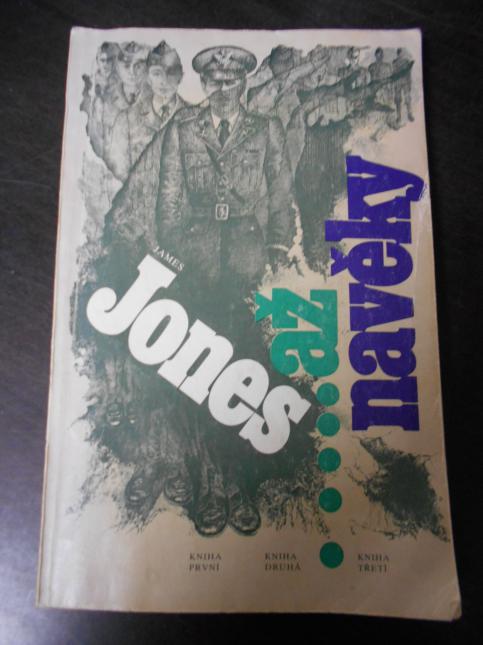 JAMES
Jones
......až
navěky
KNIHA
PRVNÍ
KNIHA
DRUHÁ
KNIHA
TŘETÍ